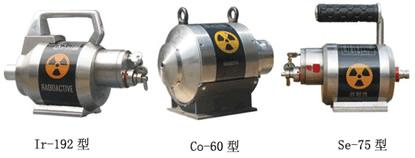 RADIOACTIVE
Ir-192 型
Co-60 型
Se-75 型